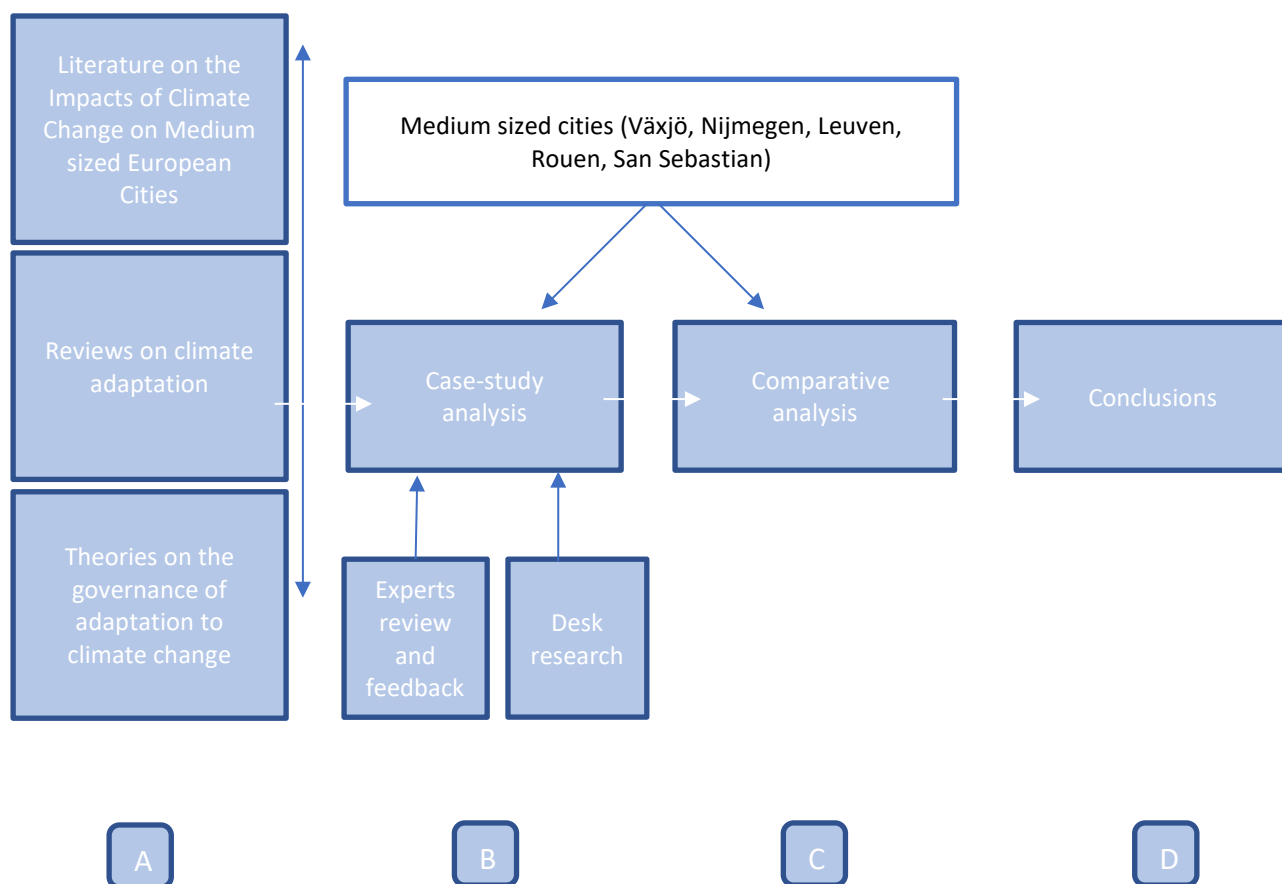 Literature on the
Impacts of Climate
Change on Medium
sized European
Cities
Medium sized cities (Växjö, Nijmegen, Leuven,
Rouen, San Sebastian)
Reviews on climate
adaptation
Case-study
analysis
Comparative
analysis
Conclusions
Theories on the
governance of
adaptation to
climate change
Experts
review
and
feedback
Desk
research
A
B
C
D